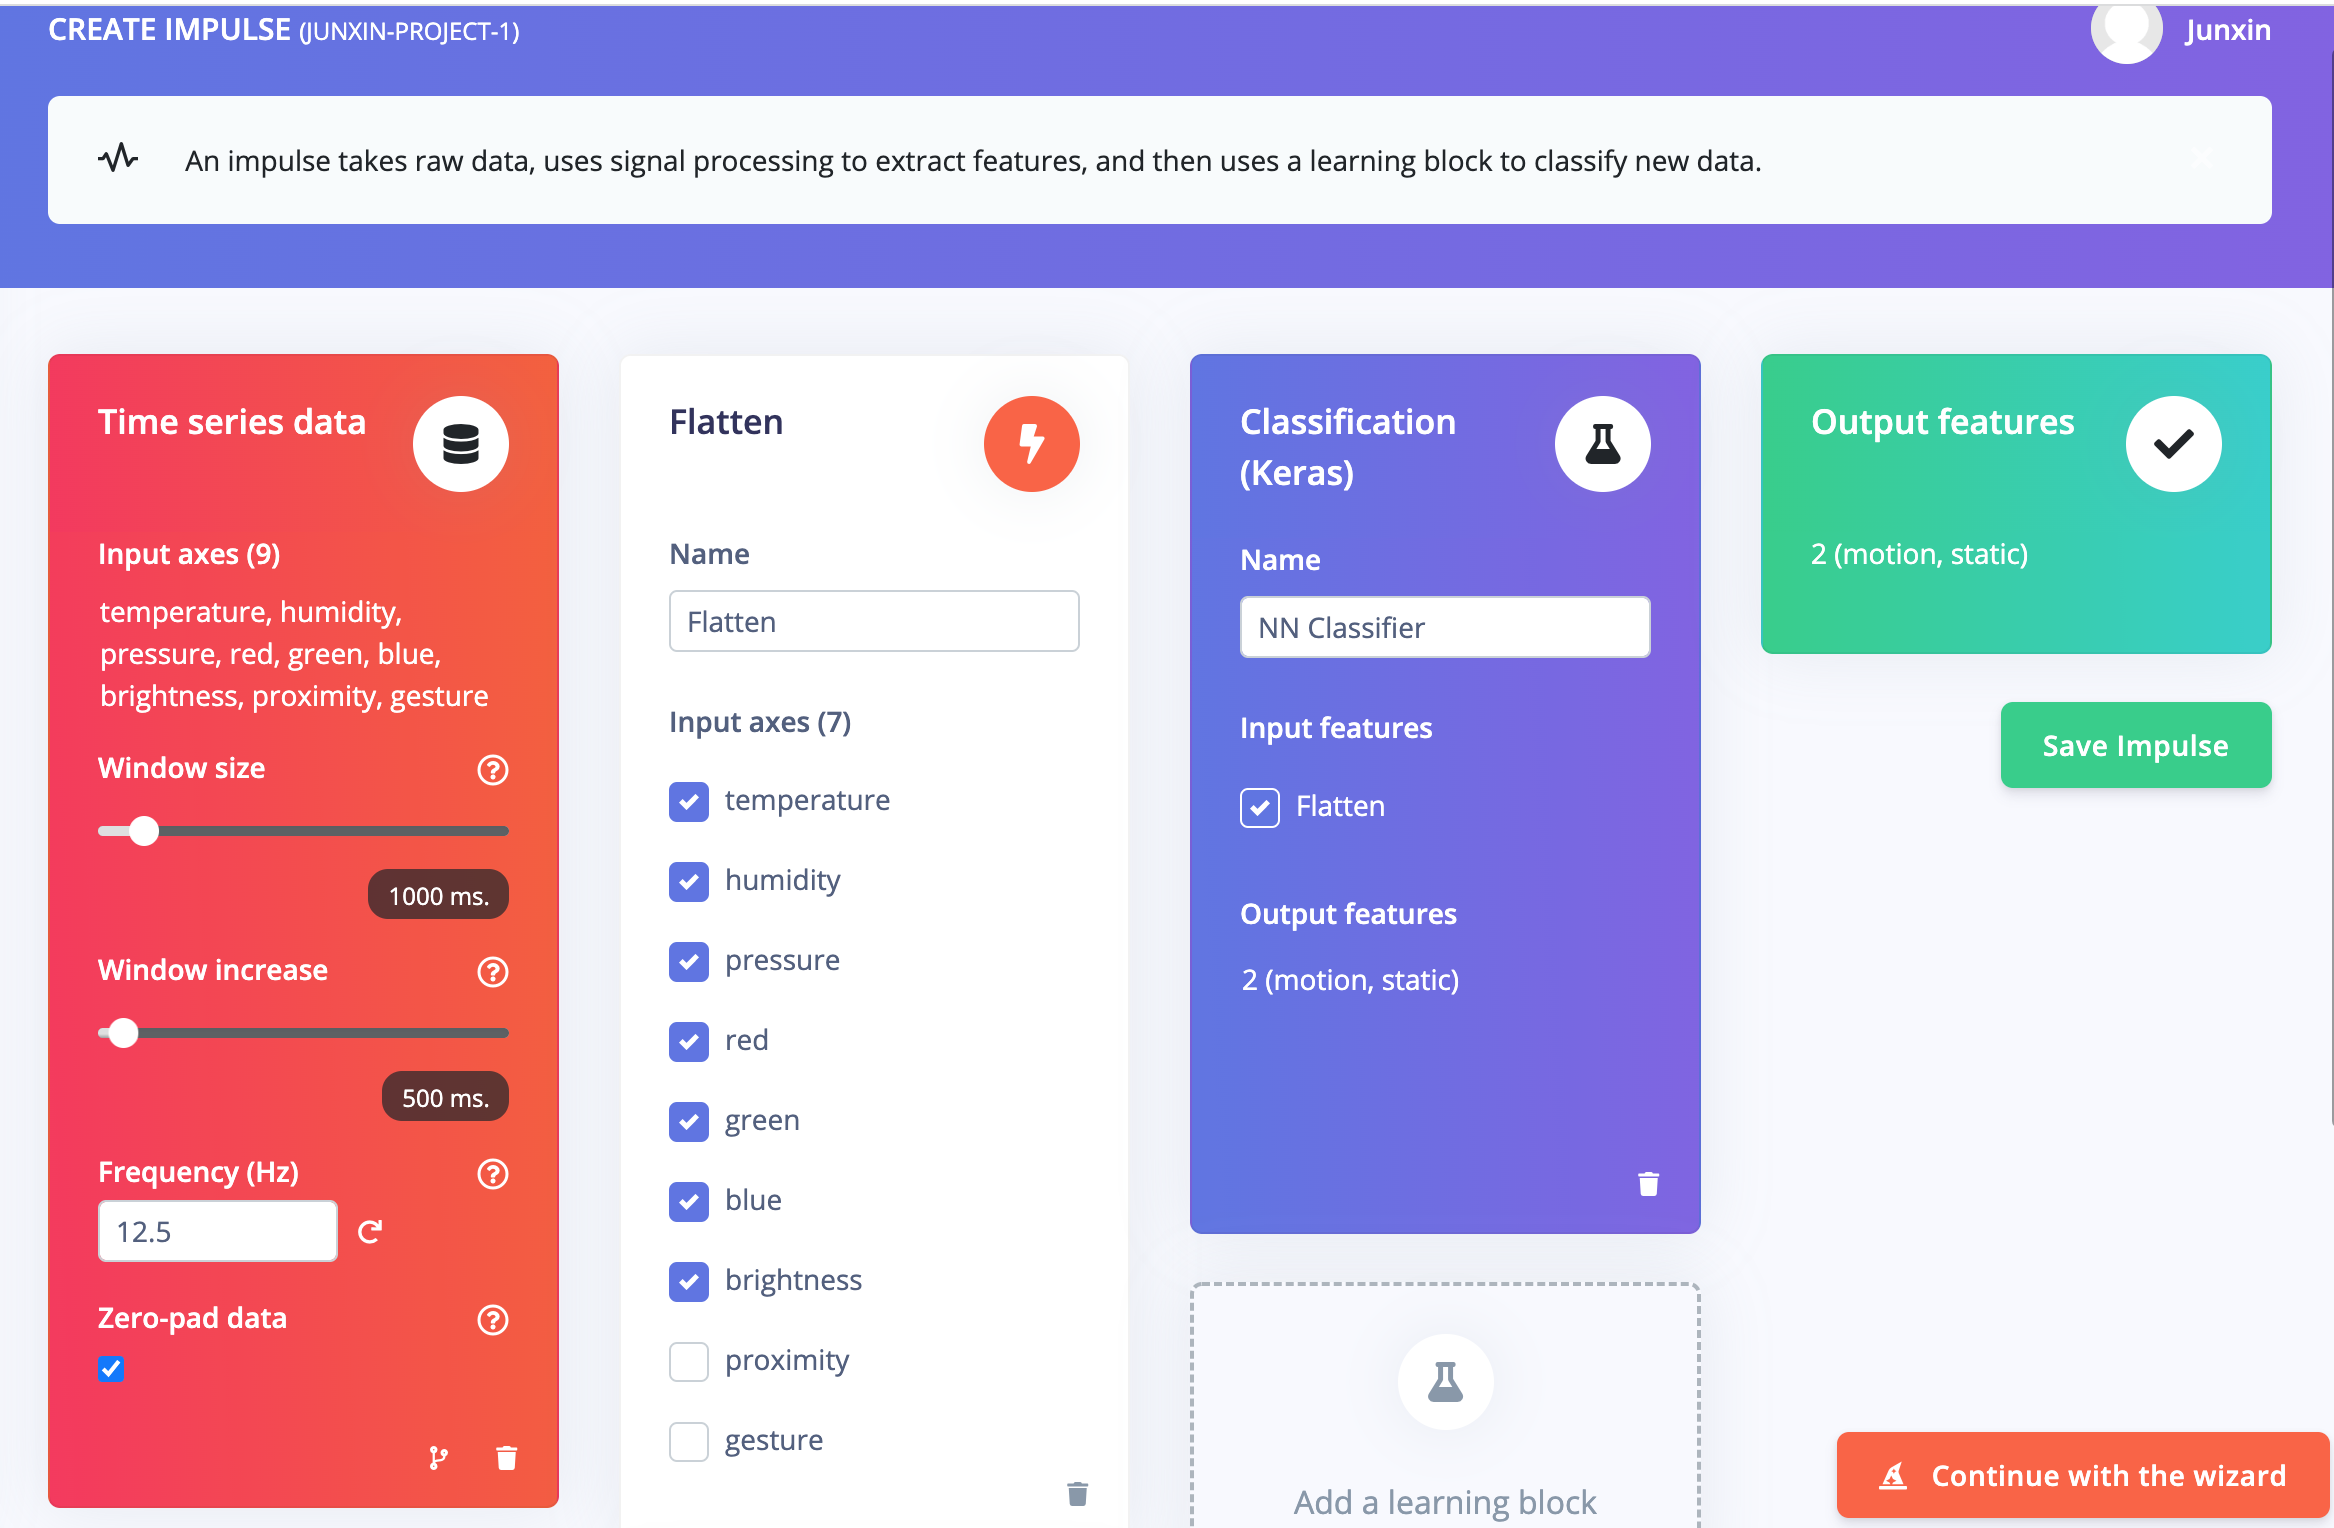 CREATE IMPULSE (JUNXIN-PROJECT-1)
Junxin
An impulse takes raw data, uses signal processing to extract features, and then uses a learning block to classify new data.
Time series data
Input axes (9)
temperature, humidity,
pressure, red, green, blue,
brightness, proximity, gesture
Window size
1000 ms.
Window increase
500 ms.
Frequency (Hz)
12.5
Zero-pad data
Flatten
Name
Flatten
Input axes (7)
temperature
humidity
pressure
red
green
blue
brightness
proximity
gesture
Classification
(Keras)
Name
NN Classifier
Input features
Flatten
Output features
2 (motion, static)
Add a learning block
Output features
2 (motion, static)
Save Impulse
Continue with the wizard